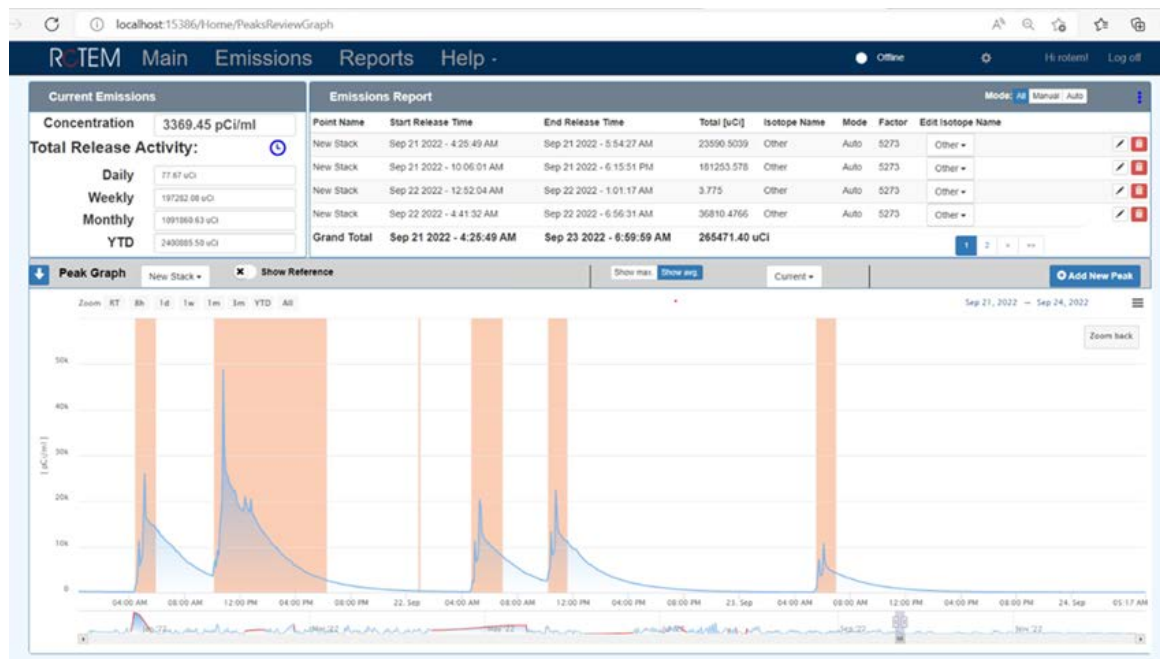 localhost:15386/Home/PeaksReviewGraph
RοTEM Main Emissions Reports Help - Offline Hi rotem! Log off
Current Emissions
Concentration 3369.45 pCi/ml
Total Release Activity:
Daily 77.67 uCi
Weekly 197282.08 uCi
Monthly 1091860.63 uCi
YTD 2400885.50 uCi
Emissions Report Mode: All Manual Auto
Point Name Start Release Time End Release Time Total [uCi] Isotope Name Mode Factor Edit Isotope Name
New Stack Sep 21 2022 - 4:25:49 AM Sep 21 2022 - 5:54:27 AM 23590.5039 Other Auto 5273 Other
New Stack Sep 21 2022 - 10:06:01 AM Sep 21 2022 - 6:15:51 PM 181253.578 Other Auto 5273 Other
New Stack Sep 22 2022 - 12:52:04 AM Sep 22 2022 - 1:01:17 AM 3.775 Other Auto 5273 Other
New Stack Sep 22 2022 - 4:41:32 AM Sep 22 2022 - 6:56:31 AM 36810.4766 Other Auto 5273 Other
Grand Total Sep 21 2022 - 4:25:49 AM Sep 23 2022 - 6:59:59 AM 265471.40 uCi
1 2 > >>
Peak Graph New Stack Show Reference Show max. Show avg. Current Add New Peak
Zoom RT 8h 1d 1w 1m 3m YTD All Sep 21, 2022 — Sep 24, 2022
Zoom back
50k
40k
30k
20k
10k
0
[ pCi/ml ]
04:00 AM 08:00 AM 12:00 PM 04:00 PM 08:00 PM 22. Sep 04:00 AM 08:00 AM 12:00 PM 04:00 PM 08:00 PM 23. Sep 04:00 AM 08:00 AM 12:00 PM 04:00 PM 08:00 PM 24. Sep 05:17 AM
Sep '22 Nov '22